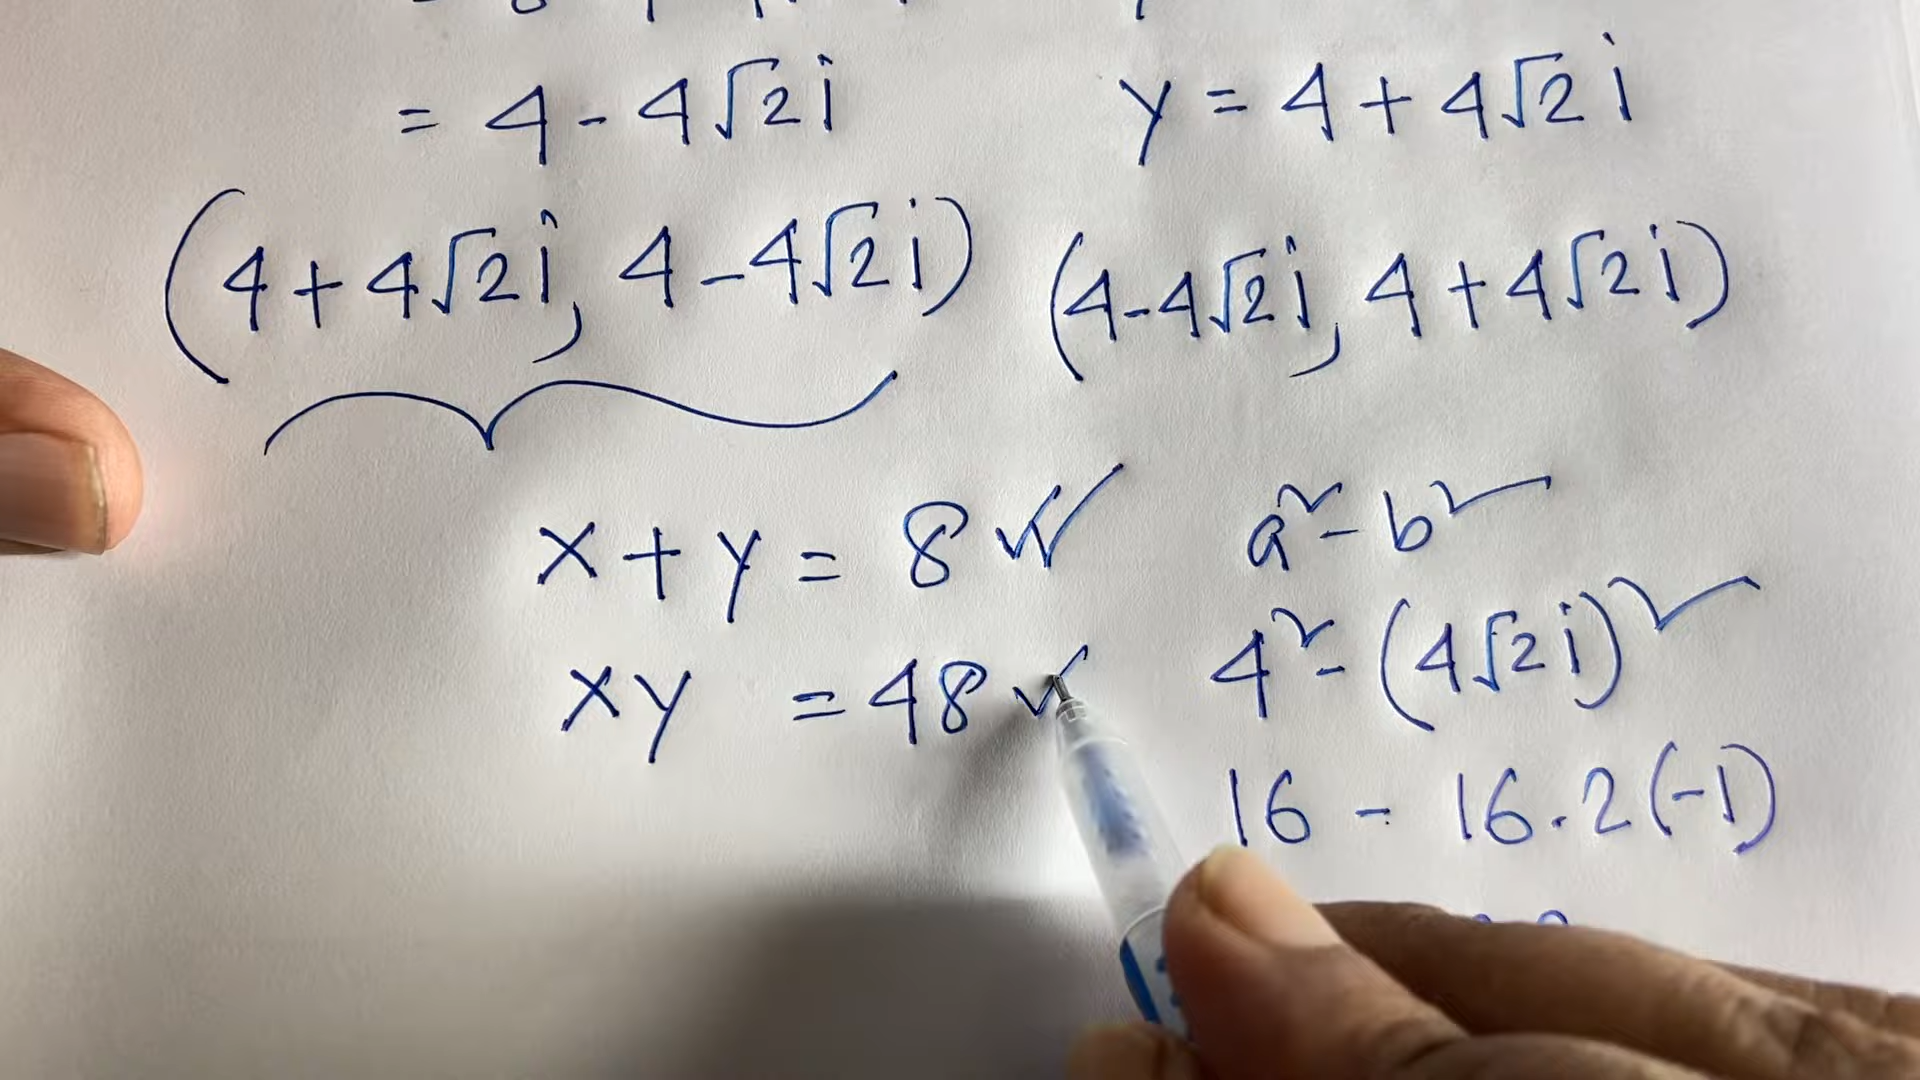 = 4 - 4√2i
y = 4 + 4√2i
(4 + 4√2i, 4 - 4√2i)
(4 - 4√2i, 4 + 4√2i)
x + y = 8 ✓✓
xy = 48 ✓
a² - b²
4² - (4√2i)²
16 - 16.2(-1)